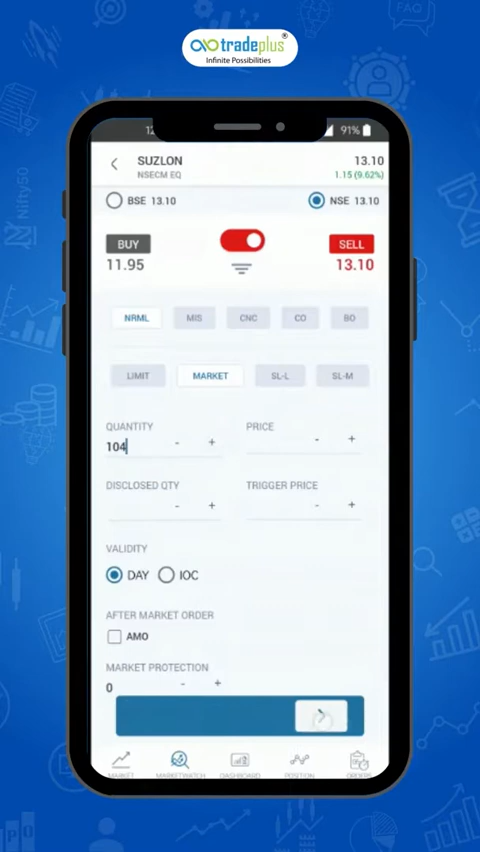 FAQ
tradeplus®
Infinite Possibilities
91%
SUZLON
13.10
NSECM EQ
1.15 (9.62%)
BSE 13.10
NSE 13.10
BUY
SELL
11.95
13.10
NRML MIS CNC CO BO
LIMIT MARKET SL-L SL-M
QUANTITY
PRICE
104 - +
- +
DISCLOSED QTY
TRIGGER PRICE
- +
- +
VALIDITY
DAY IOC
AFTER MARKET ORDER
AMO
MARKET PROTECTION
0 - +
MARKET MARKETWATCH DASHBOARD POSITION ORDERS
Nifty50